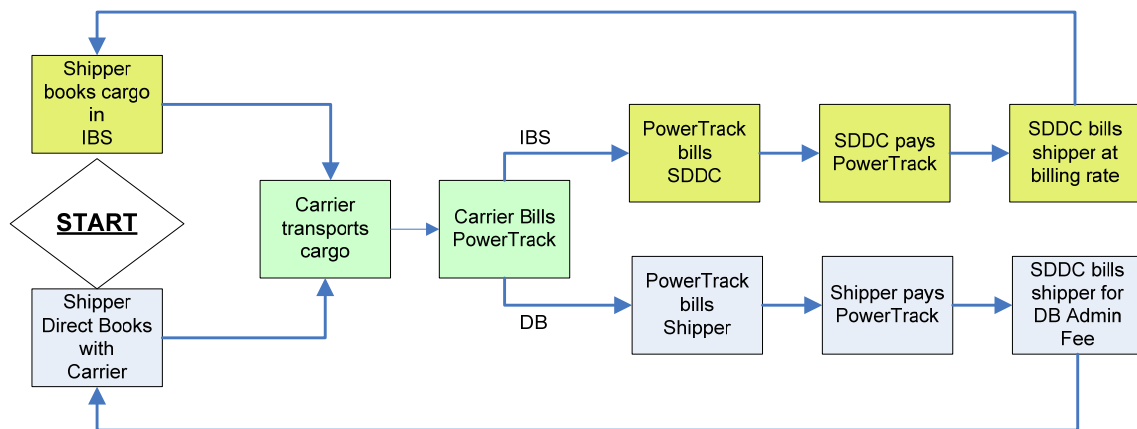 Shipper
books cargo
in
IBS
START
Shipper
Direct Books
with
Carrier
Carrier
transports
cargo
Carrier Bills
PowerTrack
IBS
DB
PowerTrack
bills
SDDC
SDDC pays
PowerTrack
SDDC bills
shipper at
billing rate
PowerTrack
bills
Shipper
Shipper pays
PowerTrack
SDDC bills
shipper for
DB Admin
Fee